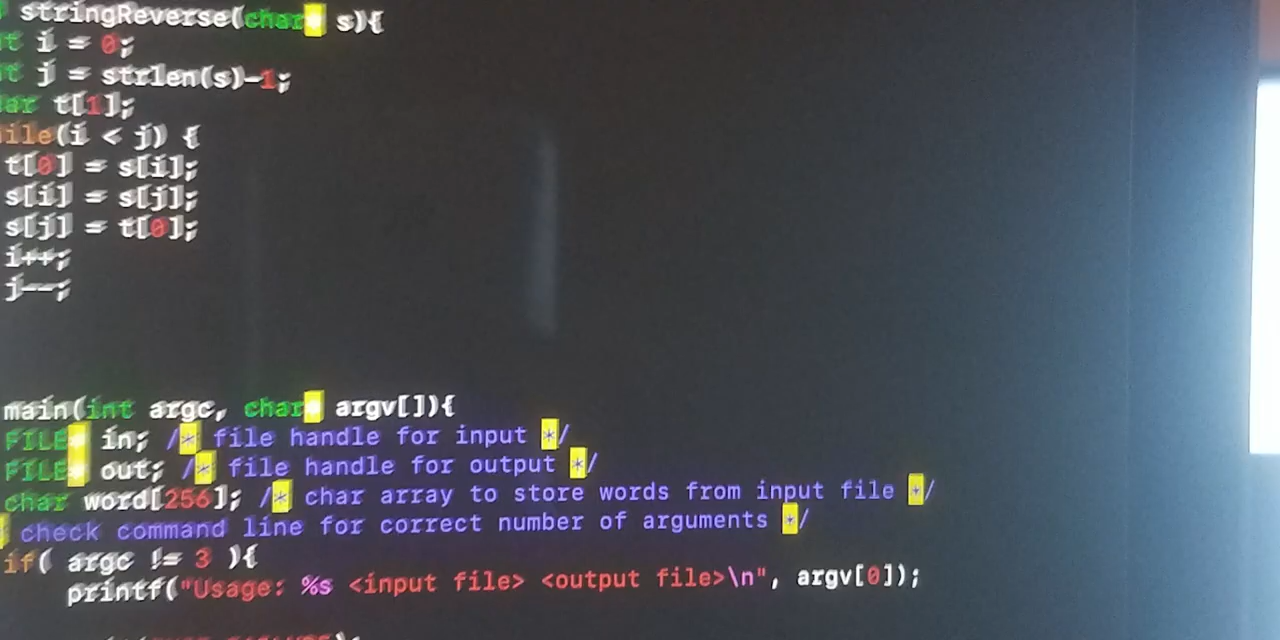 stringReverse(char* s){
t i = 0;
t j = strlen(s)-1;
ar t[1];
ile(i < j) {
t[0] = s[i];
s[i] = s[j];
s[j] = t[0];
i++;
j--;
main(int argc, char* argv[]){
FILE* in; /* file handle for input */
FILE* out; /* file handle for output */
char word[256]; /* char array to store words from input file */
* check command line for correct number of arguments */
if( argc != 3 ){
printf("Usage: %s <input file> <output file>\n", argv[0]);